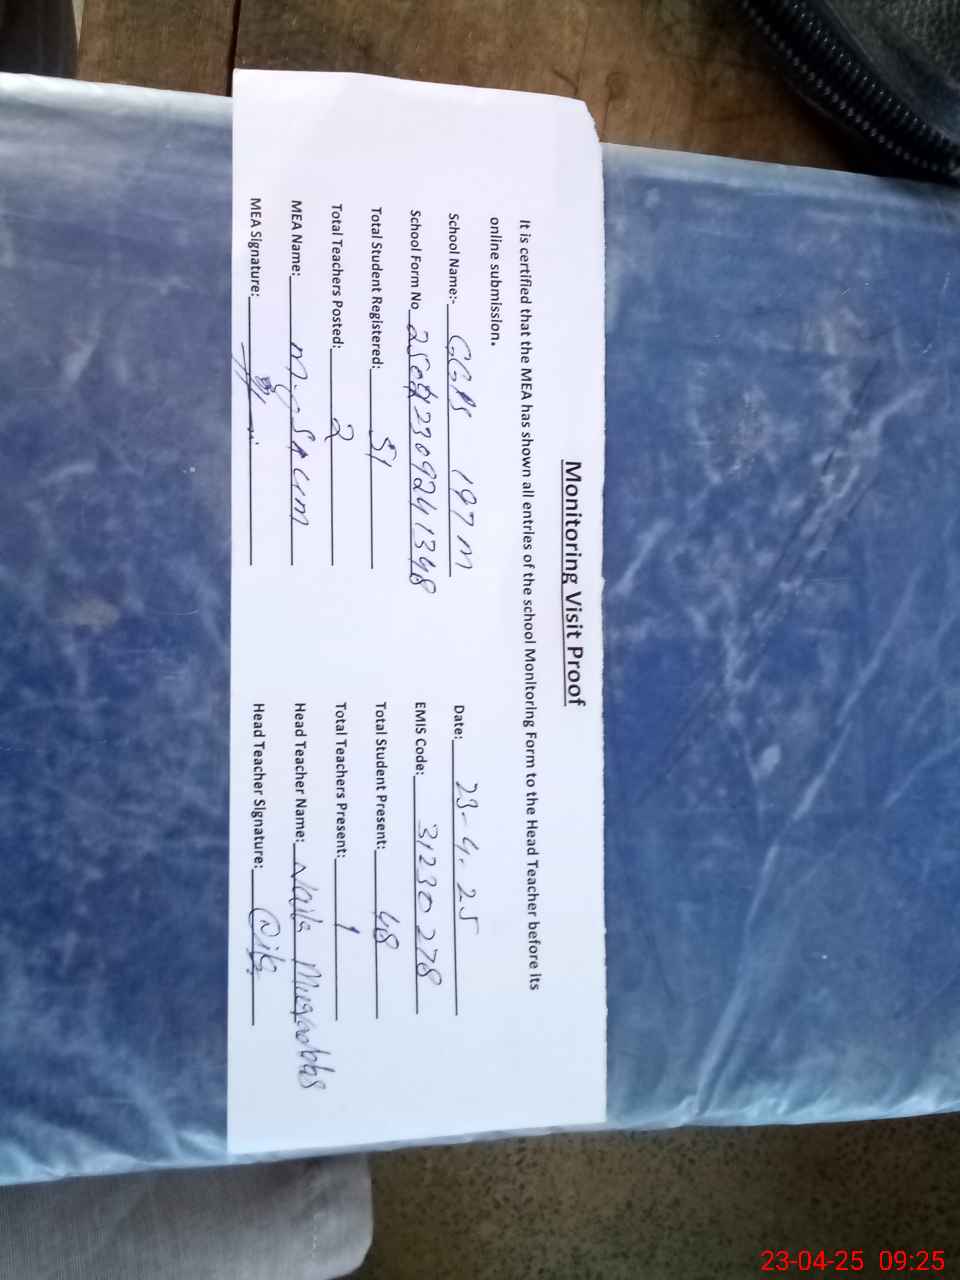 Monitoring Visit Proof
It is certified that the MEA has shown all entries of the school Monitoring Form to the Head Teacher before its
online submission.
School Name:- GGPS 197 M Date: 23-4-25
School Form No 25042309241348 EMIS Code: 31230278
Total Student Registered: 51 Total Student Present: 48
Total Teachers Posted: 2 Total Teachers Present: 1
MEA Name: Head Teacher Name: Naila
MEA Signature: Head Teacher Signature:
23-04-25 09:25